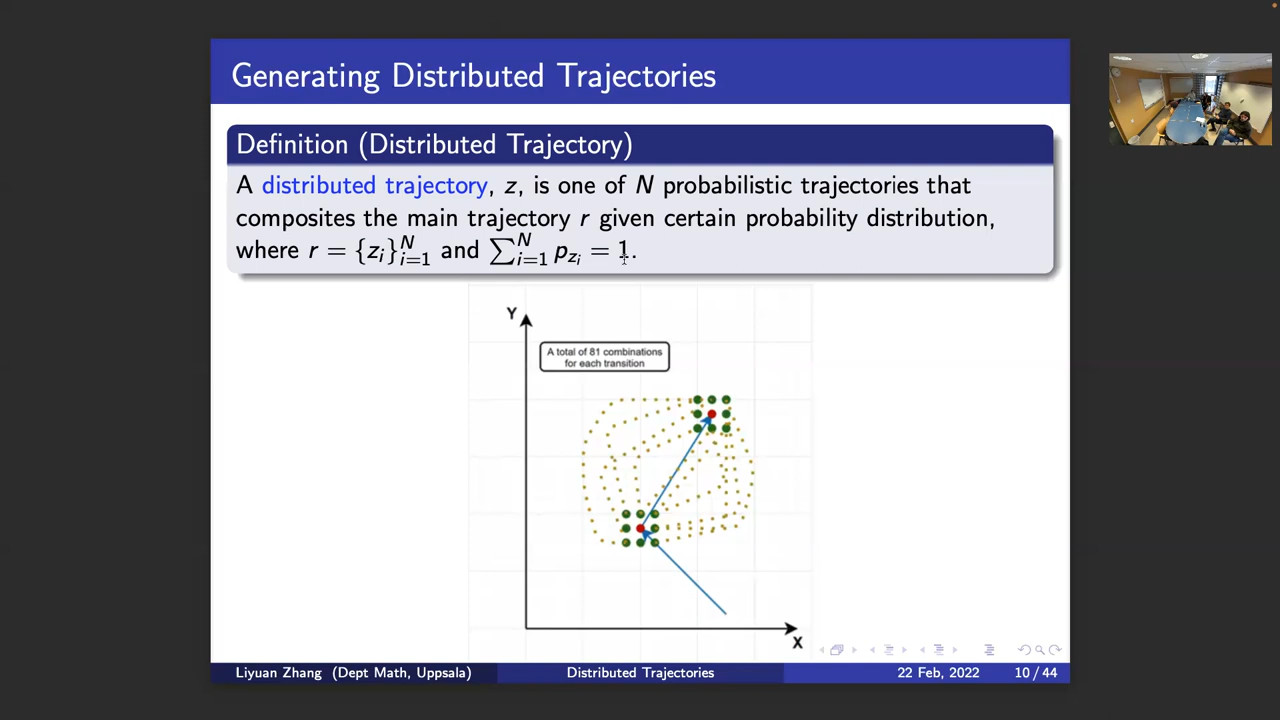 Generating Distributed Trajectories
Definition (Distributed Trajectory)
A distributed trajectory, z, is one of N probabilistic trajectories that
composites the main trajectory r given certain probability distribution,
where r = {z_i}_{i=1}^N and ∑_{i=1}^N p_{z_i} = 1.
Y
A total of 81 combinations
for each transition
X
Liyuan Zhang (Dept Math, Uppsala)
Distributed Trajectories
22 Feb, 2022
10 / 44